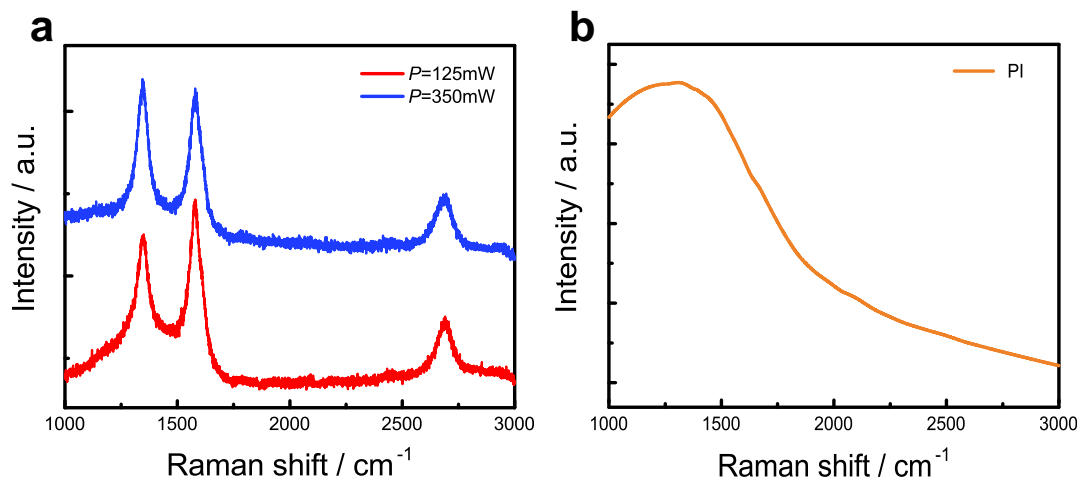 a
P=125mW
P=350mW
Intensity / a.u.
1000 1500 2000 2500 3000
Raman shift / cm⁻¹
b
PI
Intensity / a.u.
1000 1500 2000 2500 3000
Raman shift / cm⁻¹